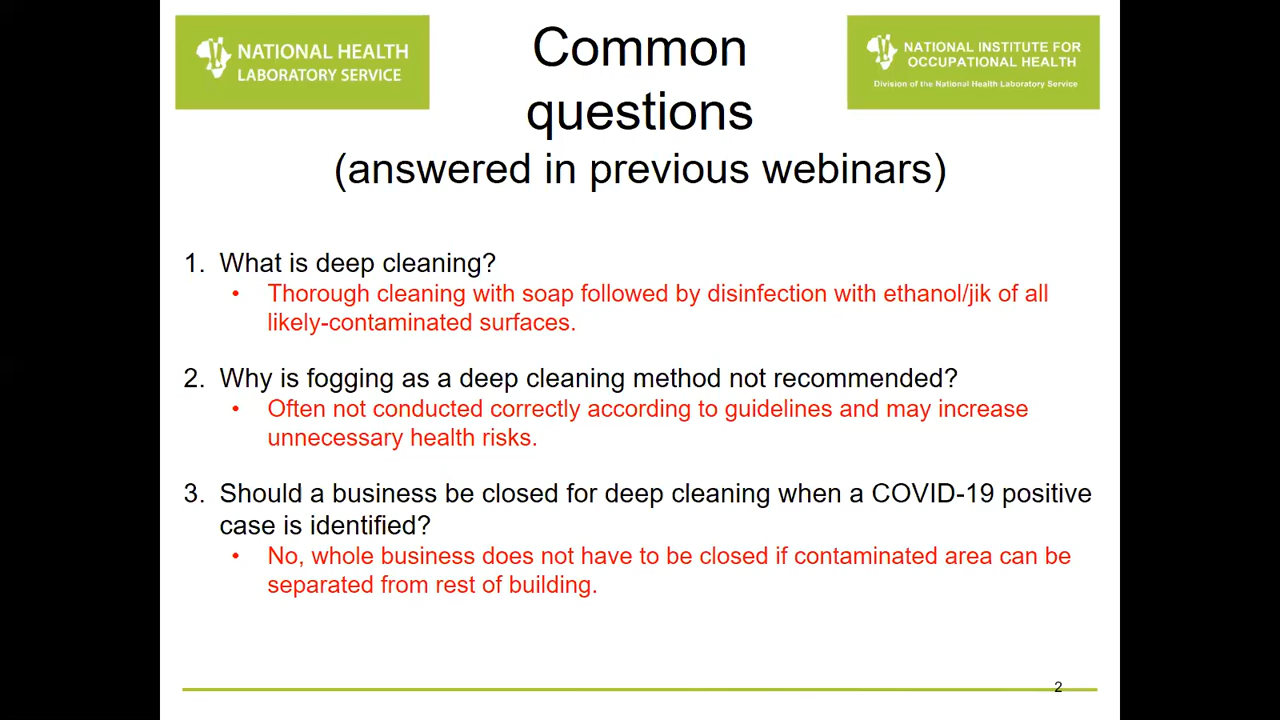 NATIONAL HEALTH
LABORATORY SERVICE
Common
questions
(answered in previous webinars)
NATIONAL INSTITUTE FOR
OCCUPATIONAL HEALTH
Division of the National Health Laboratory Service
1. What is deep cleaning?
• Thorough cleaning with soap followed by disinfection with ethanol/jik of all
likely-contaminated surfaces.
2. Why is fogging as a deep cleaning method not recommended?
• Often not conducted correctly according to guidelines and may increase
unnecessary health risks.
3. Should a business be closed for deep cleaning when a COVID-19 positive
case is identified?
• No, whole business does not have to be closed if contaminated area can be
separated from rest of building.
2